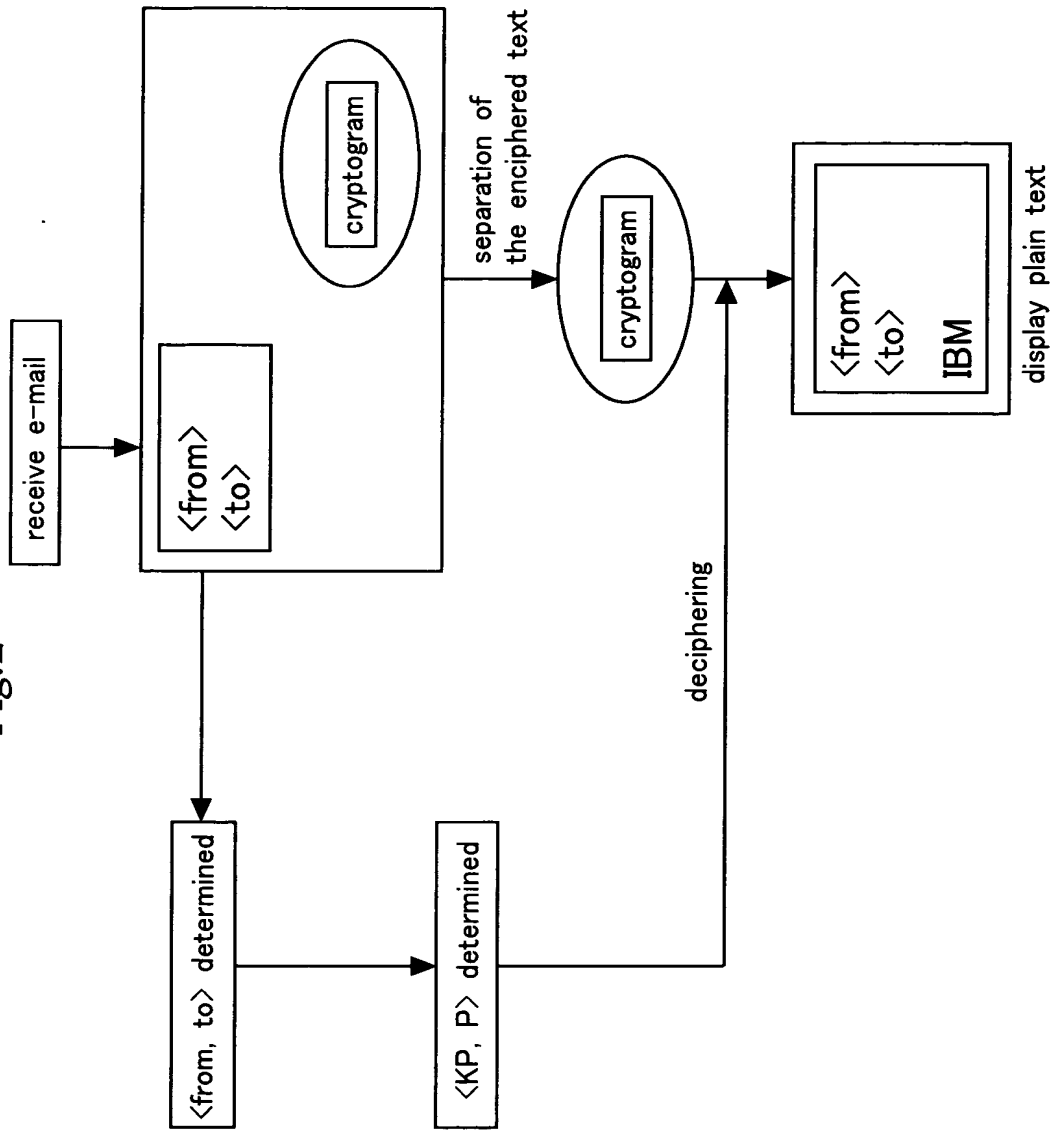 receive e-mail
<from>
<to>
cryptogram
<from, to> determined
separation of
the enciphered text
cryptogram
<KP, P> determined
deciphering
<from>
<to>
IBM
display plain text